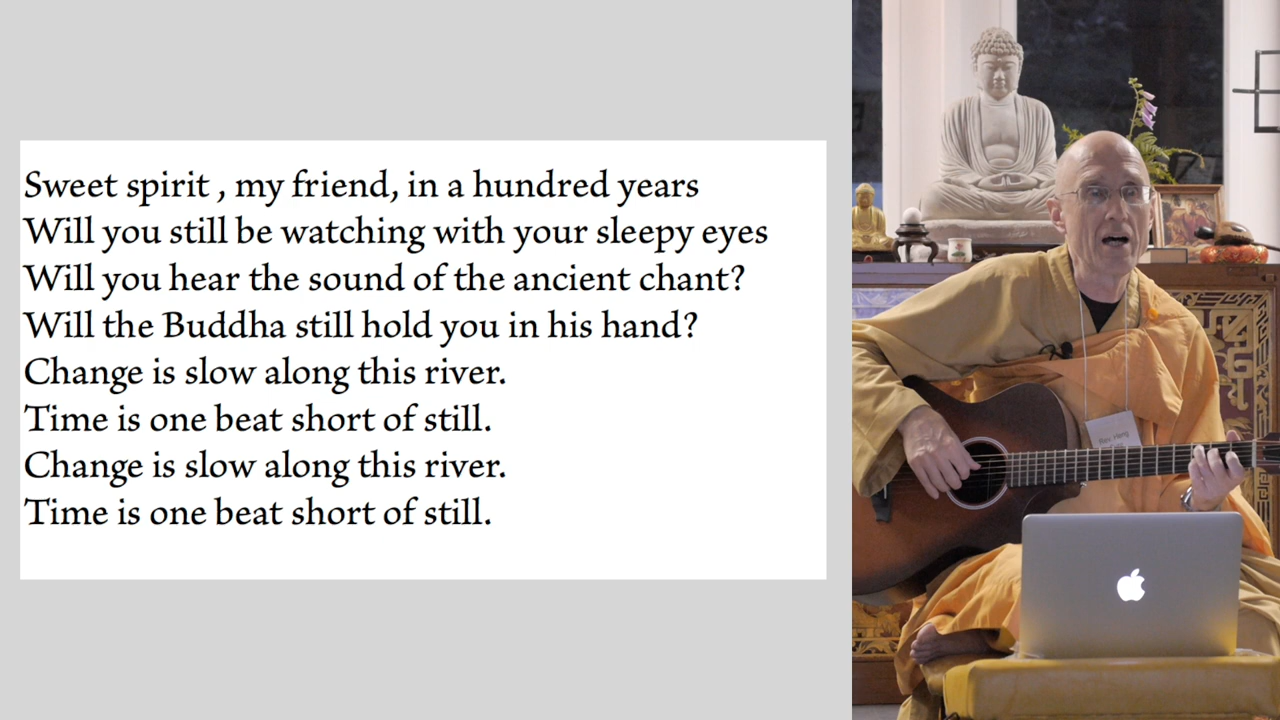 Sweet spirit , my friend, in a hundred years
Will you still be watching with your sleepy eyes
Will you hear the sound of the ancient chant?
Will the Buddha still hold you in his hand?
Change is slow along this river.
Time is one beat short of still.
Change is slow along this river.
Time is one beat short of still.
Rev. Heng